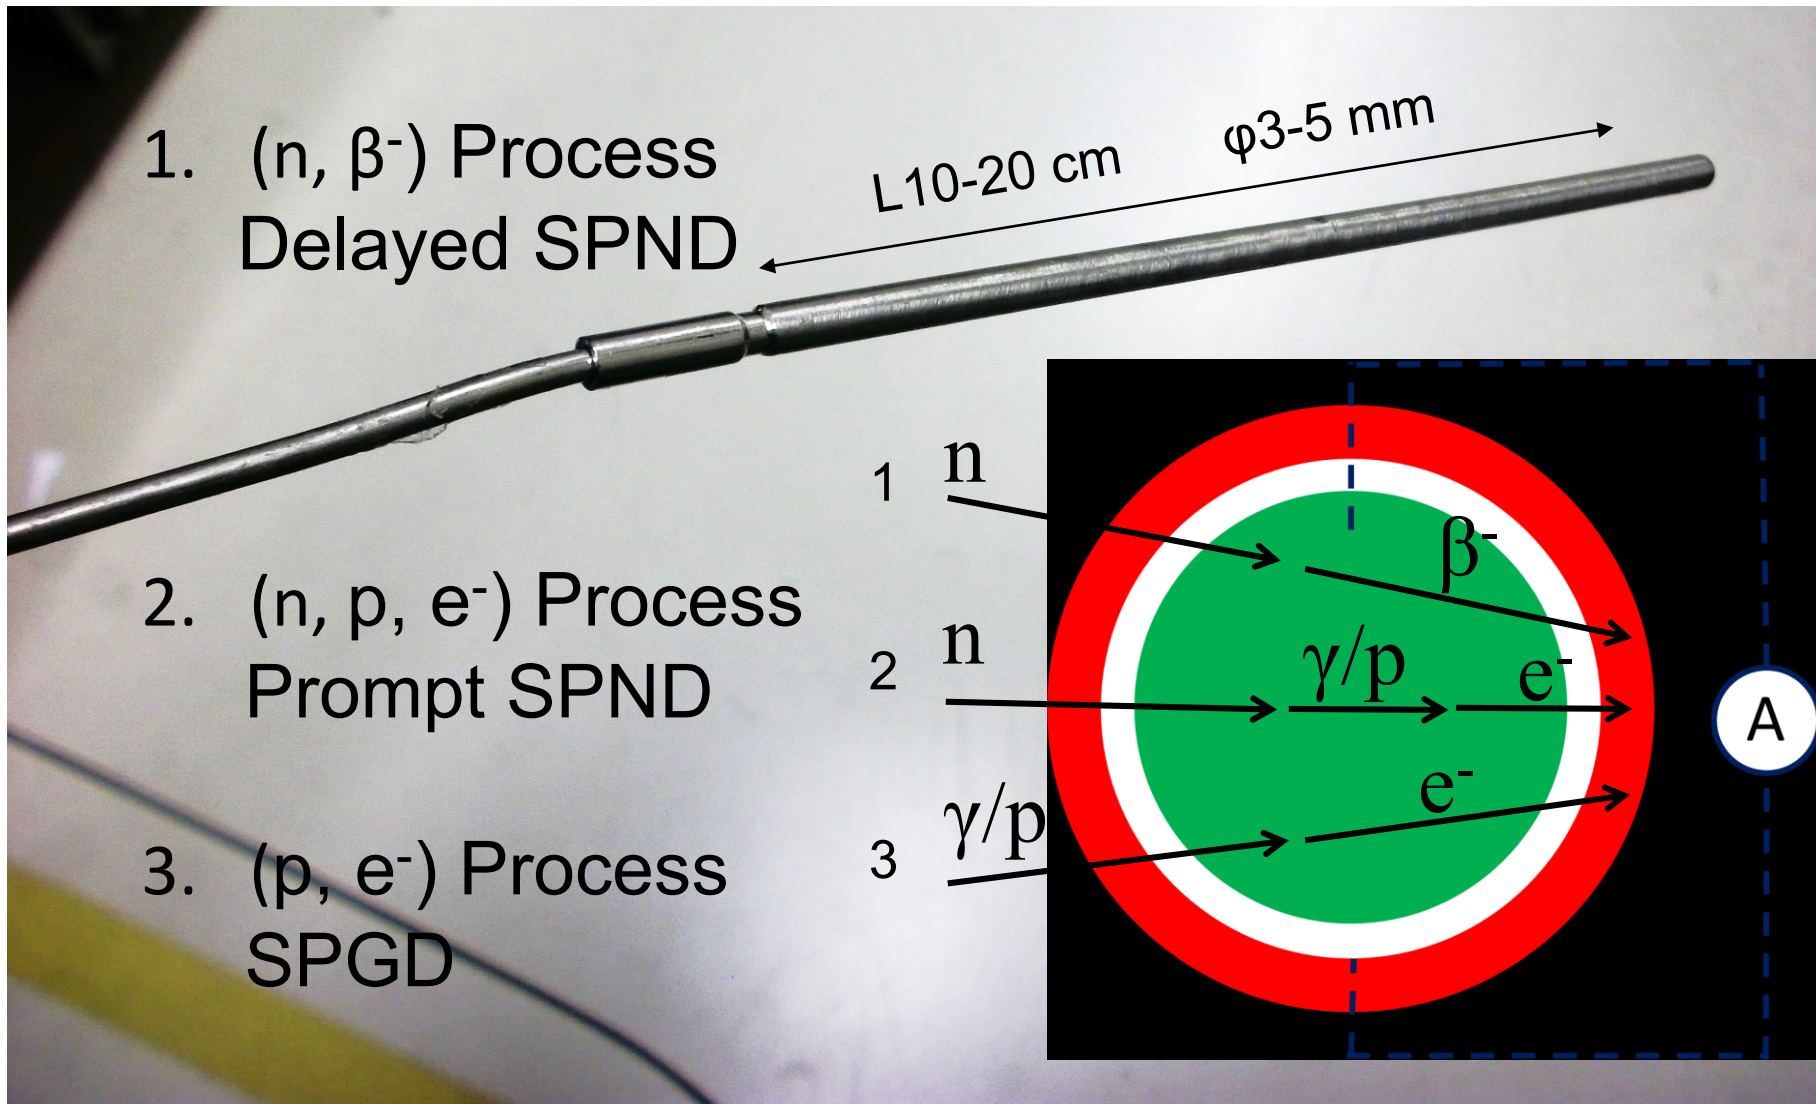 1. (n, β⁻) Process
Delayed SPND
L10-20 cm
φ3-5 mm
2. (n, p, e⁻) Process
Prompt SPND
3. (p, e⁻) Process
SPGD
1 n
β⁻
2 n
γ/p
e⁻
A
3 γ/p
e⁻